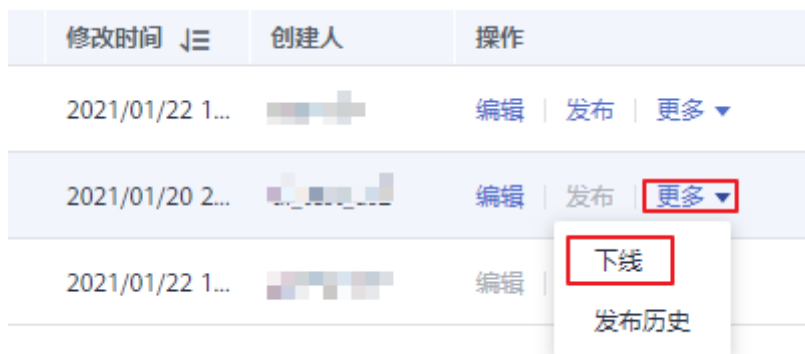 修改时间 创建人 操作
2021/01/22 1... 编辑 发布 更多
2021/01/20 2... 编辑 发布 更多
下线
2021/01/22 1... 编辑
发布历史